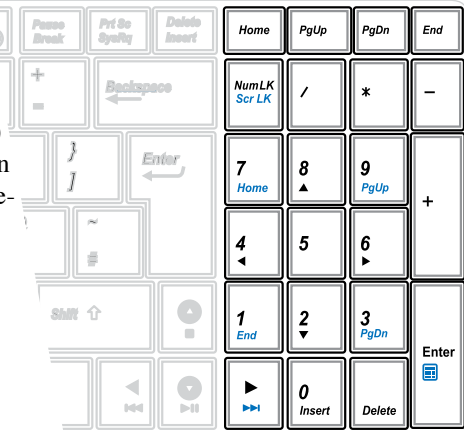 Pause Prt Sc Delete Home PgUp PgDn End
Break SysRq Insert
+ Backspace NumLK / * –
= Scr LK
n } Enter 7 8 9 +
e- ] Home PgUp
~ 4 5 6
#
Shift 1 2 3 Enter
End PgDn
0 Delete
Insert